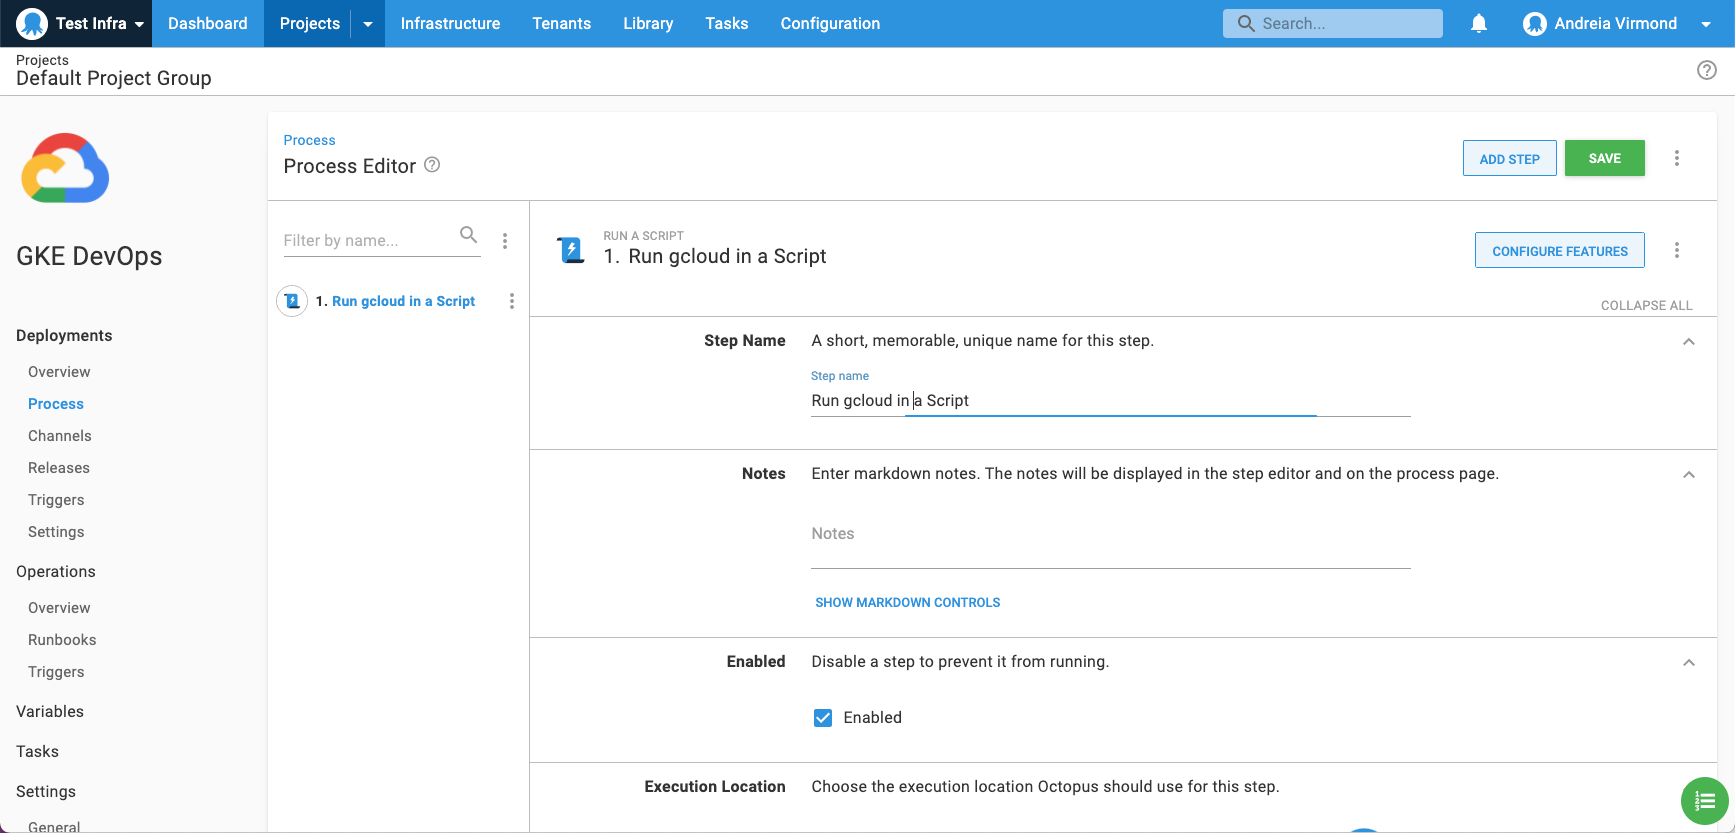 Test Infra Dashboard Projects Infrastructure Tenants Library Tasks Configuration Search... Andreia Virmond
Projects
Default Project Group
GKE DevOps
Deployments
Overview
Process
Channels
Releases
Triggers
Settings
Operations
Overview
Runbooks
Triggers
Variables
Tasks
Settings
General
Process
Process Editor
ADD STEP SAVE
Filter by name...
1. Run gcloud in a Script
RUN A SCRIPT
1. Run gcloud in a Script
CONFIGURE FEATURES
COLLAPSE ALL
Step Name A short, memorable, unique name for this step.
Step name
Run gcloud in a Script
Notes Enter markdown notes. The notes will be displayed in the step editor and on the process page.
Notes
SHOW MARKDOWN CONTROLS
Enabled Disable a step to prevent it from running.
Enabled
Execution Location Choose the execution location Octopus should use for this step.